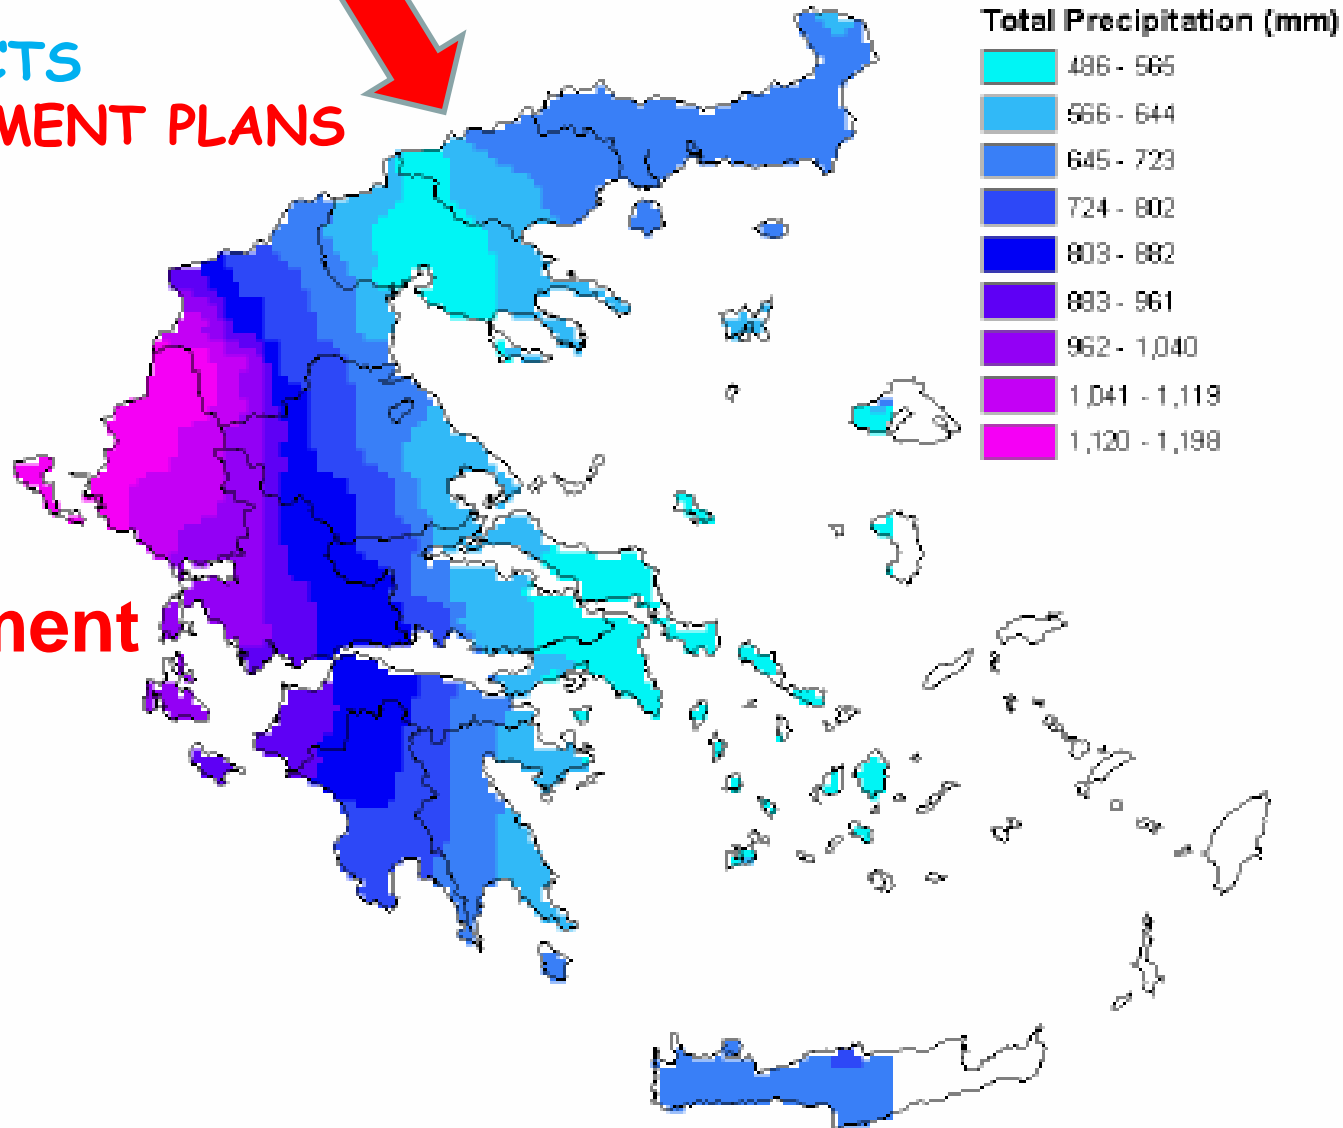 CTS
MENT PLANS
ment
Total Precipitation (mm)
486 - 565
566 - 644
645 - 723
724 - 802
803 - 882
883 - 961
962 - 1,040
1,041 - 1,119
1,120 - 1,198